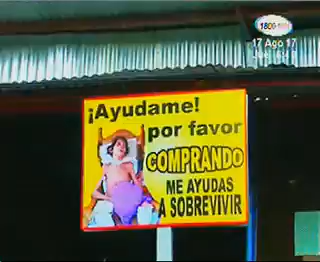 17 Ago 17
¡Ayudame!
por favor
COMPRANDO
ME AYUDAS
A SOBREVIVIR